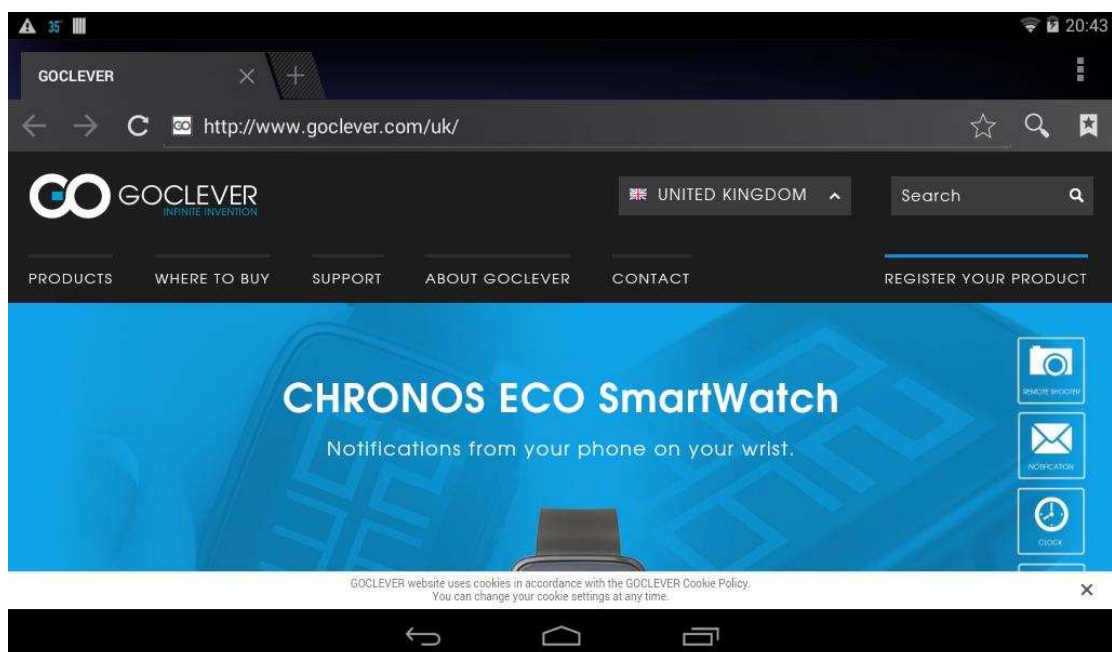 35°
20:43
GOCLEVER
http://www.goclever.com/uk/
GO GOCLEVER
INFINITE INVENTION
UNITED KINGDOM
Search
PRODUCTS WHERE TO BUY SUPPORT ABOUT GOCLEVER CONTACT REGISTER YOUR PRODUCT
CHRONOS ECO SmartWatch
Notifications from your phone on your wrist.
REMOTE SHOOTER
NOTIFICATION
CLOCK
GOCLEVER website uses cookies in accordance with the GOCLEVER Cookie Policy.
You can change your cookie settings at any time.